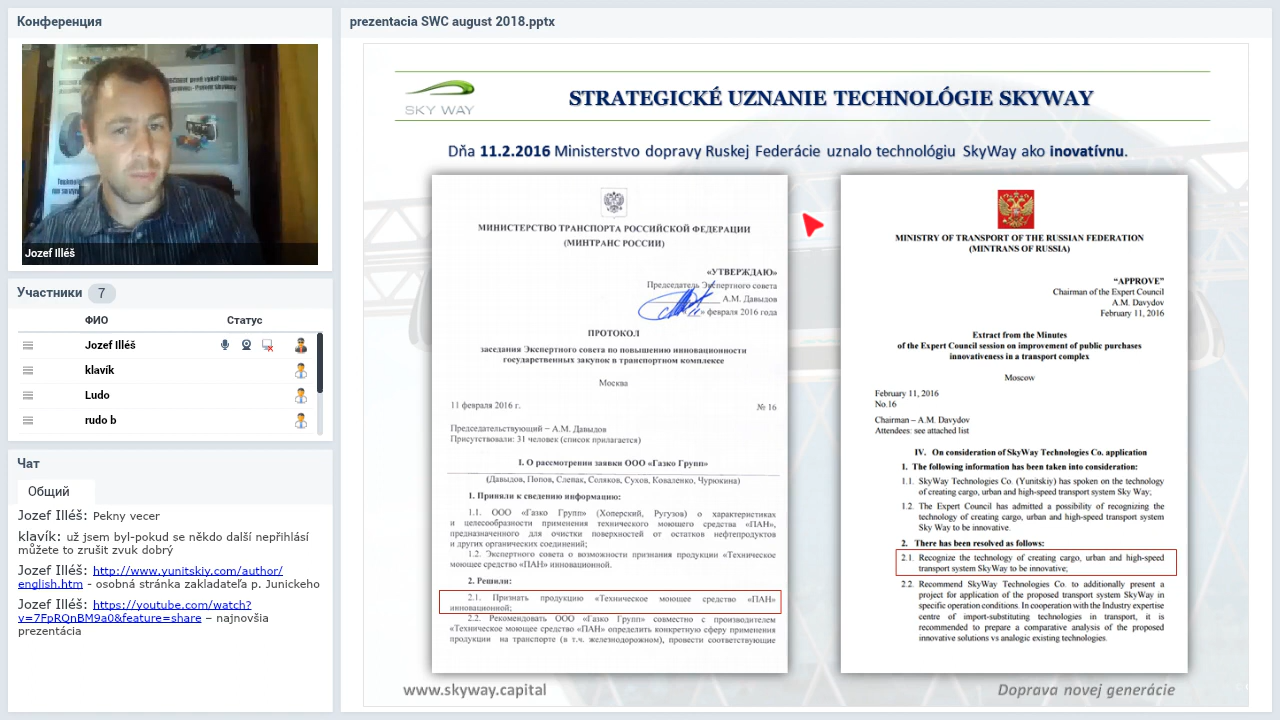 Конференция
Jozef Illéš
Участники 7
ФИО Статус
Jozef Illéš
klavík
Ludo
rudo b
Чат
Общий
Jozef Illéš: Pekny vecer
klavík: už jsem byl-pokud se někdo další nepřihlásí
můžete to zrušit zvuk dobrý
Jozef Illéš: http://www.yunitskiy.com/author/
english.htm - osobná stránka zakladateľa p. Junickeho
Jozef Illéš: https://youtube.com/watch?
v=7FpRQnBM9a0&feature=share – najnovšia
prezentácia
prezentacia SWC august 2018.pptx
SKY WAY
STRATEGICKÉ UZNANIE TECHNOLÓGIE SKYWAY
Dňa 11.2.2016 Ministerstvo dopravy Ruskej Federácie uznalo technológiu SkyWay ako inovatívnu.
МИНИСТЕРСТВО ТРАНСПОРТА РОССИЙСКОЙ ФЕДЕРАЦИИ
(МИНТРАНС РОССИИ)
«УТВЕРЖДАЮ»
Председатель Экспертного совета
А.М. Давыдов
» февраля 2016 года
ПРОТОКОЛ
заседания Экспертного совета по повышению инновационности
государственных закупок в транспортном комплексе
Москва
11 февраля 2016 г. № 16
Председательствующий – А.М. Давыдов
Присутствовали: 31 человек (список прилагается)
1. О рассмотрении заявки ООО «Газко Групп»
(Давыдов, Попов, Слепак, Соляков, Сухов, Коваленко, Чурюкина)
1. Приняли к сведению информацию:
1.1. ООО «Газко Групп» (Хоперский, Ругузов) о характеристиках
и целесообразности применения технического моющего средства «ПАН»,
предназначенного для очистки поверхностей от остатков нефтепродуктов
и других органических соединений;
1.2. Экспертного совета о возможности признания продукции «Техническое
моющее средство «ПАН» инновационной.
2. Решили:
2.1. Признать продукцию «Техническое моющее средство «ПАН»
инновационной;
2.2. Рекомендовать ООО «Газко Групп» совместно с производителем
«Техническое моющее средство «ПАН» определить конкретную сферу применения
продукции на транспорте (в т.ч. железнодорожном), провести соответствующие
MINISTRY OF TRANSPORT OF THE RUSSIAN FEDERATION
(MINTRANS OF RUSSIA)
“APPROVE”
Chairman of the Expert Council
A.M. Davydov
February 11, 2016
Extract from the Minutes
of the Expert Council session on improvement of public purchases
innovativeness in a transport complex
Moscow
February 11, 2016
No.16
Chairman – A.M. Davydov
Attendees: see attached list
IV. On consideration of SkyWay Technologies Co. application
1. The following information has been taken into consideration:
1.1. SkyWay Technologies Co. (Yunitskiy) has spoken on the technology
of creating cargo, urban and high-speed transport system Sky Way;
1.2. The Expert Council has admitted a possibility of recognizing the
technology of creating cargo, urban and high-speed transport system
Sky Way to be innovative.
2. There has been resolved as follows:
2.1. Recognize the technology of creating cargo, urban and high-speed
transport system SkyWay to be innovative;
2.2. Recommend SkyWay Technologies Co. to additionally present a
project for application of the proposed transport system SkyWay in
specific operation conditions. In cooperation with the Industry expertise
centre of import-substituting technologies in transport, it is
recommended to prepare a comparative analysis of the proposed
innovative solutions vs analogic existing technologies.
www.skyway.capital
Doprava novej generácie